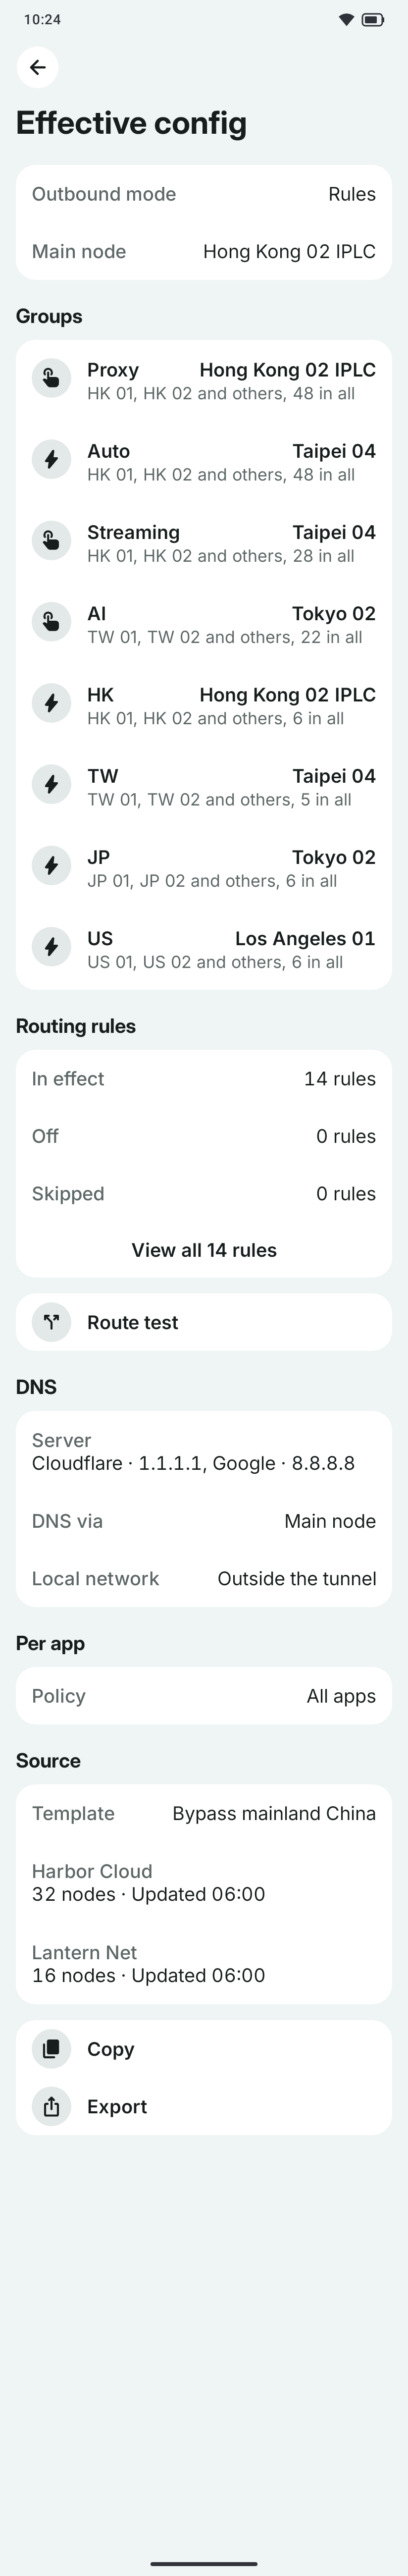 10:24
Effective config
Outbound mode Rules
Main node Hong Kong 02 IPLC
Groups
Proxy Hong Kong 02 IPLC
HK 01, HK 02 and others, 48 in all
Auto Taipei 04
HK 01, HK 02 and others, 48 in all
Streaming Taipei 04
HK 01, HK 02 and others, 28 in all
AI Tokyo 02
TW 01, TW 02 and others, 22 in all
HK Hong Kong 02 IPLC
HK 01, HK 02 and others, 6 in all
TW Taipei 04
TW 01, TW 02 and others, 5 in all
JP Tokyo 02
JP 01, JP 02 and others, 6 in all
US Los Angeles 01
US 01, US 02 and others, 6 in all
Routing rules
In effect 14 rules
Off 0 rules
Skipped 0 rules
View all 14 rules
Route test
DNS
Server
Cloudflare · 1.1.1.1, Google · 8.8.8.8
DNS via Main node
Local network Outside the tunnel
Per app
Policy All apps
Source
Template Bypass mainland China
Harbor Cloud
32 nodes · Updated 06:00
Lantern Net
16 nodes · Updated 06:00
Copy
Export